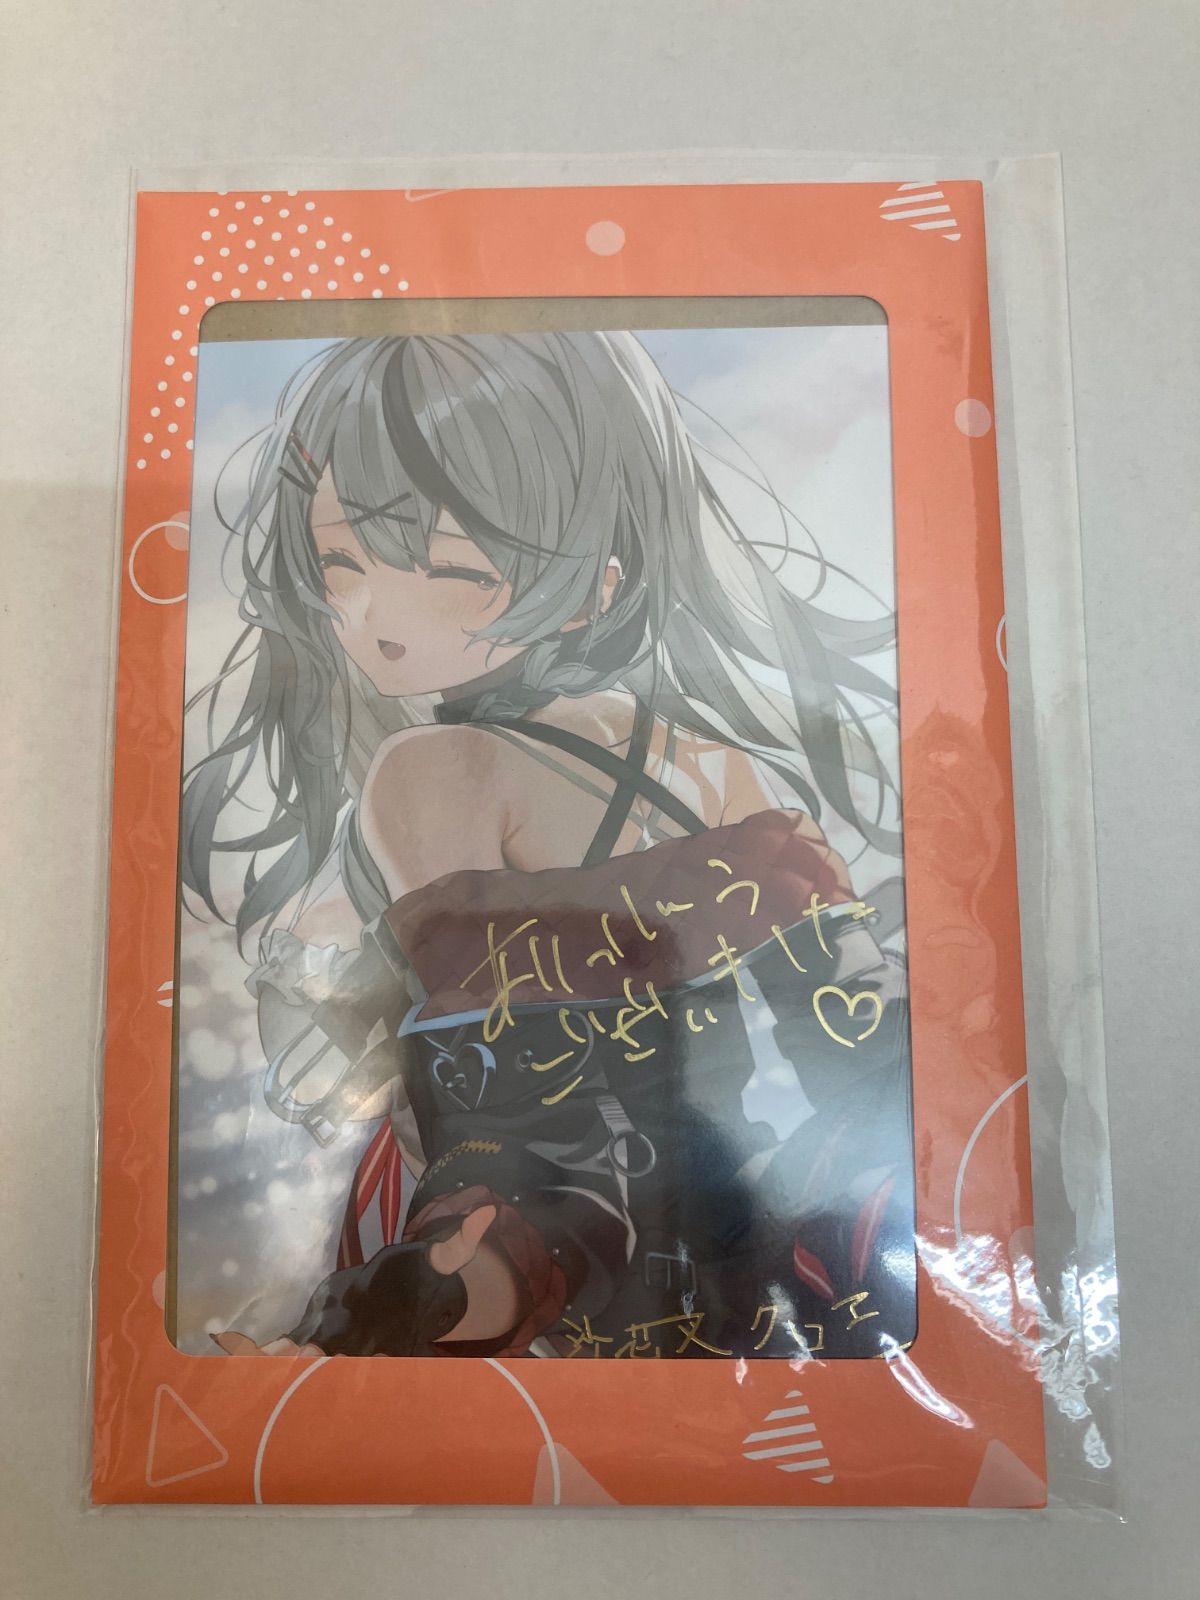 ありがとう
ございました♡
沙花叉クロヱ